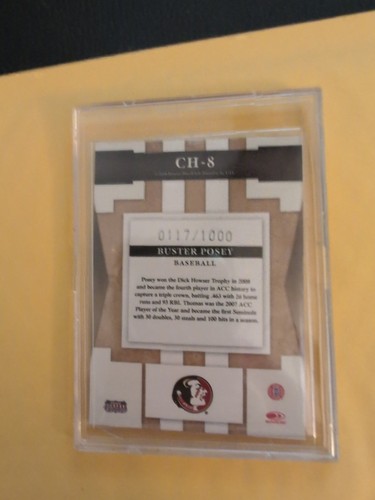 CH-8
0117/1000
BUSTER POSEY
BASEBALL
Posey won the Dick Howser Trophy in 2008
and became the fourth player in ACC history to
capture a triple crown, batting .463 with 26 home
runs and 93 RBI. Thomas was the 2007 ACC
Player of the Year and became the first Seminole
with 30 doubles, 30 steals and 100 hits in a season.